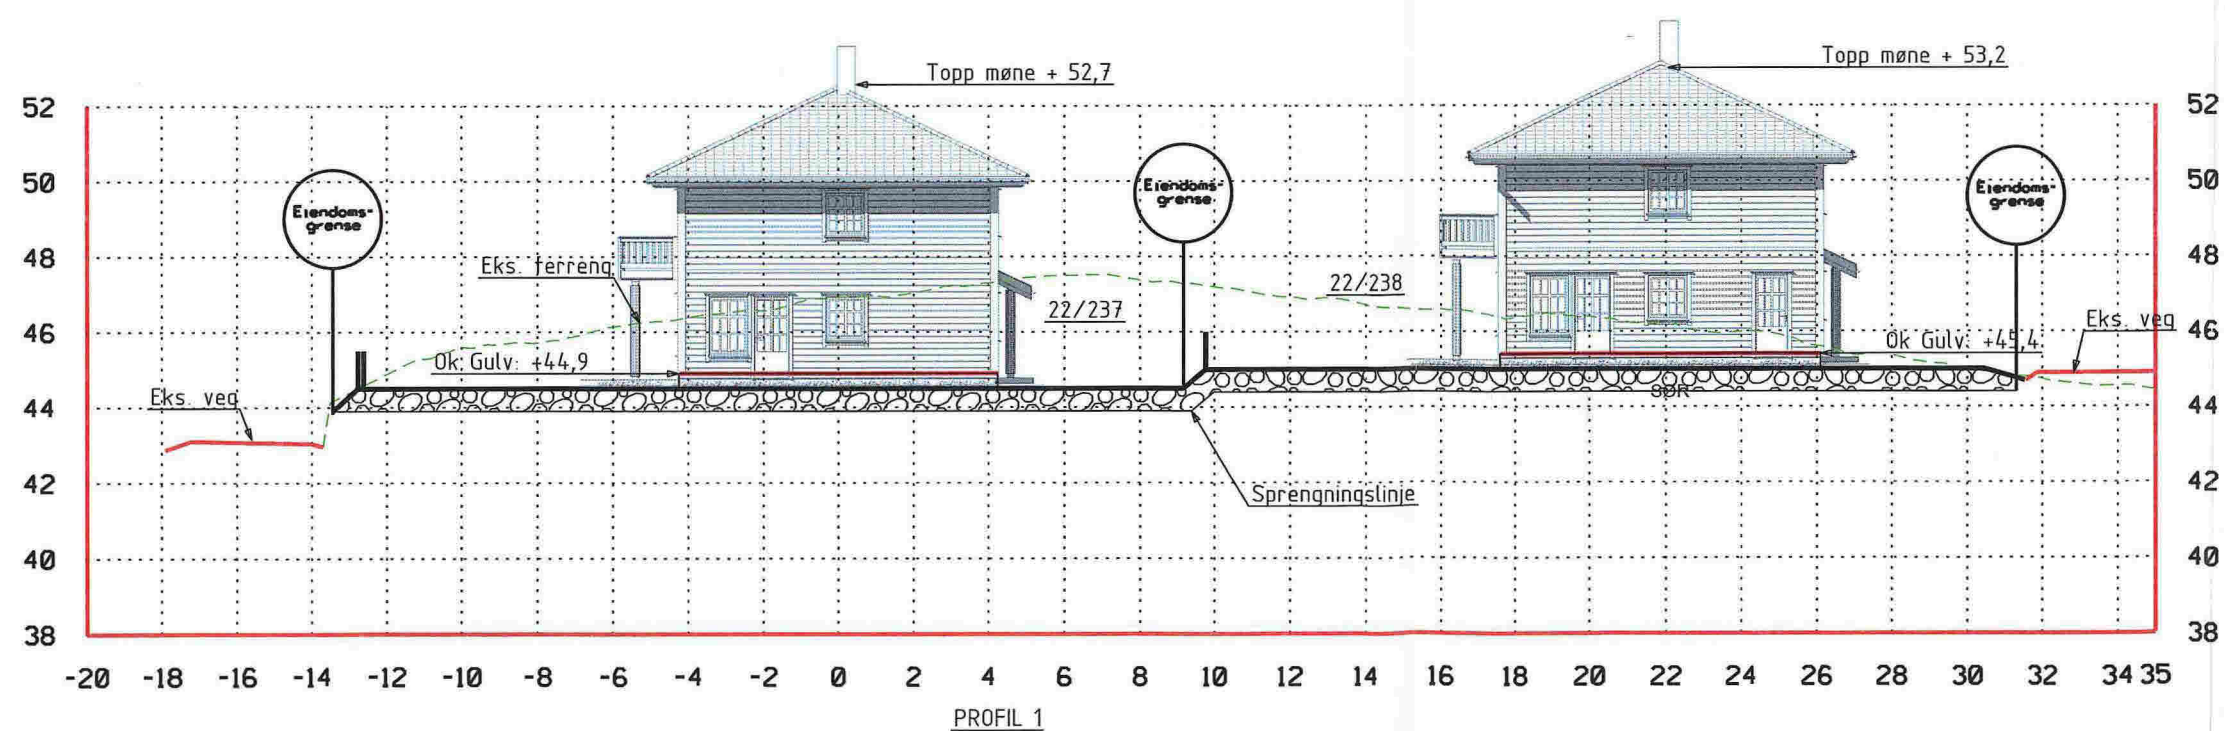 Topp møne + 53,2
Topp møne + 52,7
52
52
50
50
Eiendoms-
grense
Eiendoms-
grense
Eiendoms-
grense
48
48
Eks. terreng
22/238
22/237
46
46
Eks. veg
Ok Gulv: +44,9
Ok Gulv: +45,4
Eks. veg
44
44
SØR
42
42
Sprengningslinje
40
40
38
38
-20 -18 -16 -14 -12 -10 -8 -6 -4 -2 0 2 4 6 8 10 12 14 16 18 20 22 24 26 28 30 32 34 35
PROFIL 1